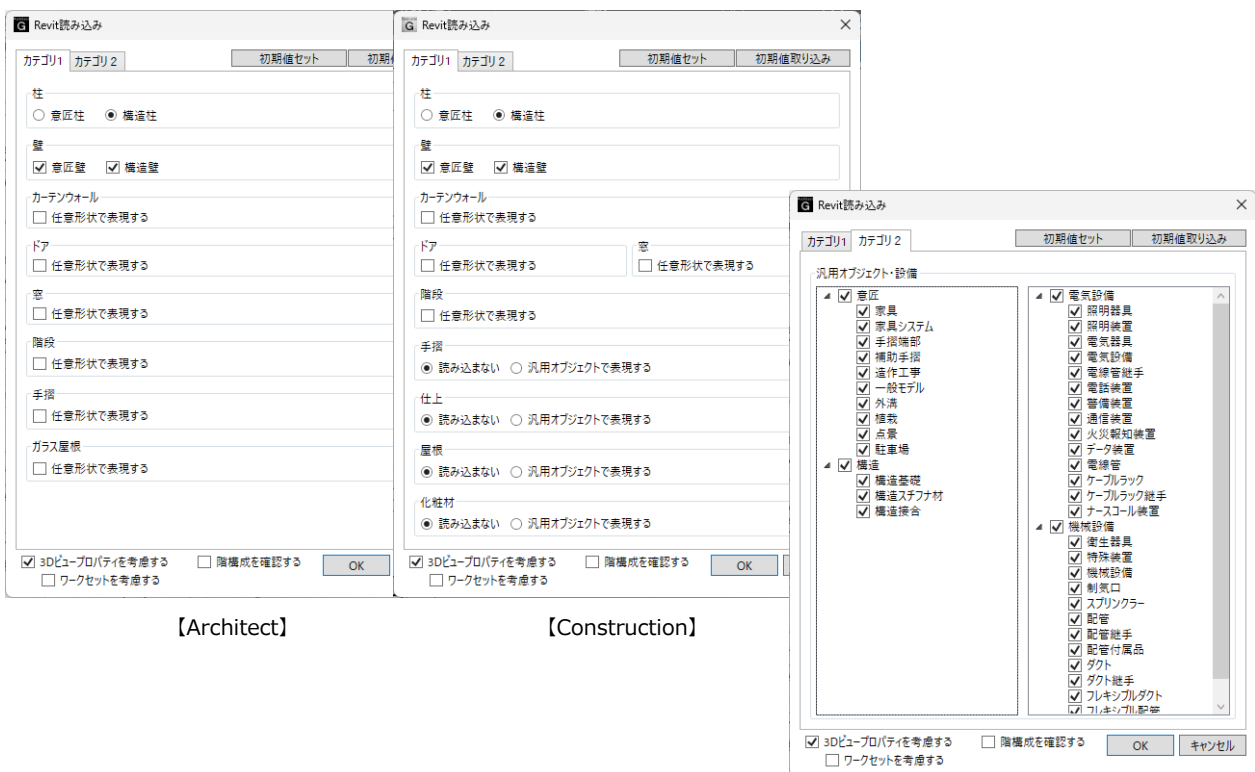 G Revit読み込み
カテゴリ1 カテゴリ2
初期値セット 初期
柱
意匠柱 構造柱
壁
意匠壁 構造壁
カーテンウォール
任意形状で表現する
ドア
任意形状で表現する
窓
任意形状で表現する
階段
任意形状で表現する
手摺
任意形状で表現する
ガラス屋根
任意形状で表現する
3Dビュープロパティを考慮する 階構成を確認する OK
ワークセットを考慮する
【Architect】
G Revit読み込み
カテゴリ1 カテゴリ2
初期値セット 初期値取り込み
柱
意匠柱 構造柱
壁
意匠壁 構造壁
カーテンウォール
任意形状で表現する
ドア 窓
任意形状で表現する 任意形状で表現する
階段
任意形状で表現する
手摺
読み込まない 汎用オブジェクトで表現する
仕上
読み込まない 汎用オブジェクトで表現する
屋根
読み込まない 汎用オブジェクトで表現する
化粧材
読み込まない 汎用オブジェクトで表現する
3Dビュープロパティを考慮する 階構成を確認する OK
ワークセットを考慮する
【Construction】
G Revit読み込み
カテゴリ1 カテゴリ2
初期値セット 初期値取り込み
汎用オブジェクト・設備
意匠
家具
家具システム
手摺端部
補助手摺
造作工事
一般モデル
外溝
植栽
点景
駐車場
構造
構造基礎
構造スチフナ材
構造接合
電気設備
照明器具
照明装置
電気器具
電気設備
電線管継手
電話装置
警備装置
通信装置
火災報知装置
データ装置
電線管
ケーブルラック
ケーブルラック継手
ナースコール装置
機械設備
衛生器具
特殊装置
機械設備
制気口
スプリンクラー
配管
配管継手
配管付属品
ダクト
ダクト継手
フレキシブルダクト
フレキシブル配管
3Dビュープロパティを考慮する 階構成を確認する OK キャンセル
ワークセットを考慮する